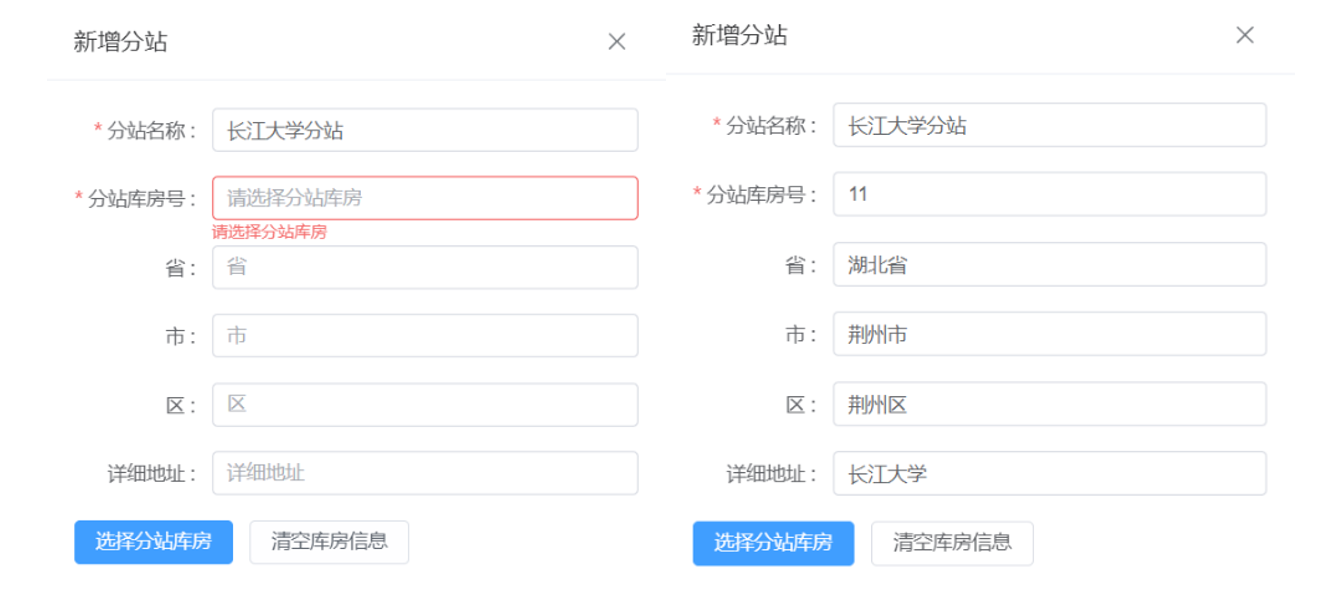 新增分站
* 分站名称： 长江大学分站
* 分站库房号： 请选择分站库房
请选择分站库房
省： 省
市： 市
区： 区
详细地址： 详细地址
选择分站库房 清空库房信息
新增分站
* 分站名称： 长江大学分站
* 分站库房号： 11
省： 湖北省
市： 荆州市
区： 荆州区
详细地址： 长江大学
选择分站库房 清空库房信息